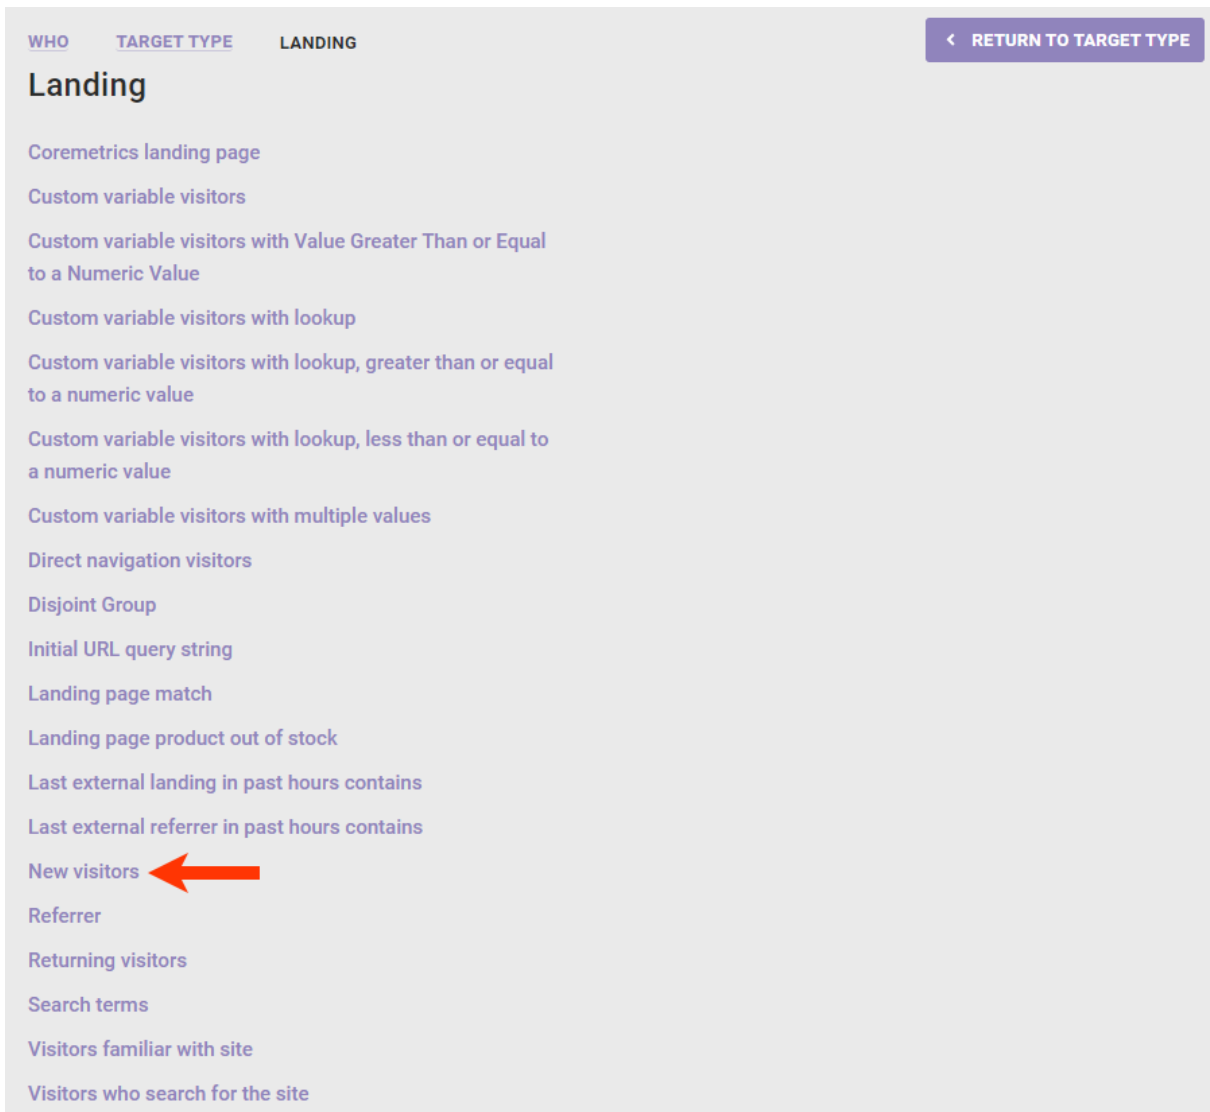 WHO TARGET TYPE LANDING
RETURN TO TARGET TYPE
Landing
Coremetrics landing page
Custom variable visitors
Custom variable visitors with Value Greater Than or Equal
to a Numeric Value
Custom variable visitors with lookup
Custom variable visitors with lookup, greater than or equal
to a numeric value
Custom variable visitors with lookup, less than or equal to
a numeric value
Custom variable visitors with multiple values
Direct navigation visitors
Disjoint Group
Initial URL query string
Landing page match
Landing page product out of stock
Last external landing in past hours contains
Last external referrer in past hours contains
New visitors
Referrer
Returning visitors
Search terms
Visitors familiar with site
Visitors who search for the site